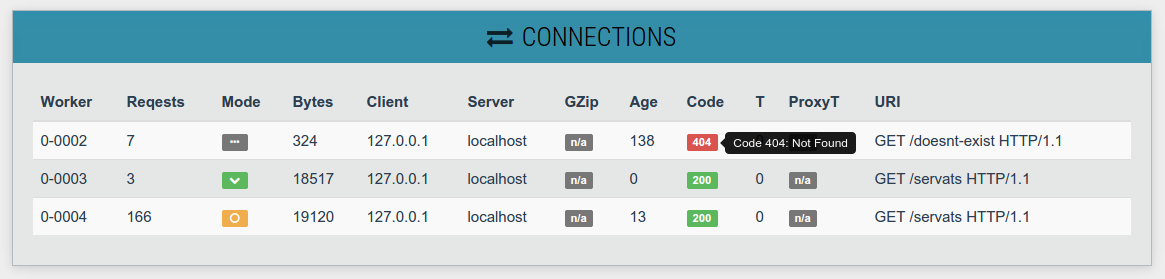 CONNECTIONS
Worker Reqests Mode Bytes Client Server GZip Age Code T ProxyT URI
0-0002 7 324 127.0.0.1 localhost n/a 138 404 Code 404: Not Found GET /doesnt-exist HTTP/1.1
0-0003 3 18517 127.0.0.1 localhost n/a 0 200 0 n/a GET /servats HTTP/1.1
0-0004 166 19120 127.0.0.1 localhost n/a 13 200 0 n/a GET /servats HTTP/1.1